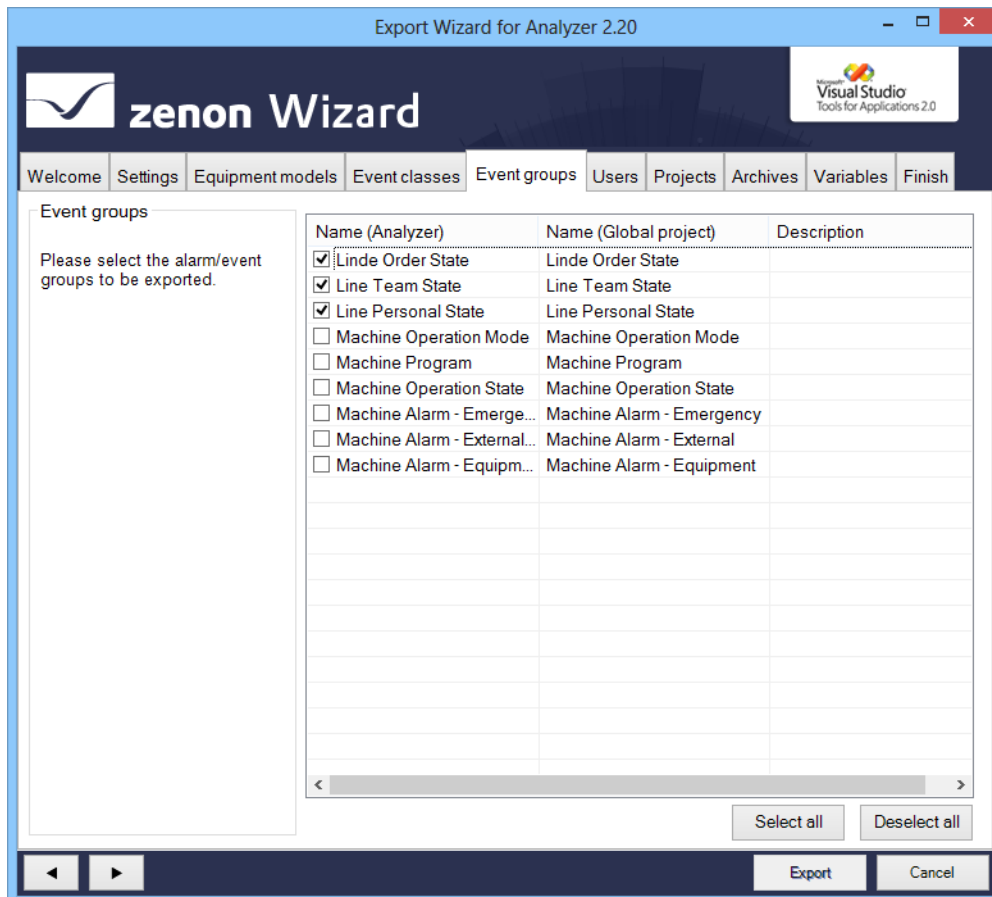 Export Wizard for Analyzer 2.20
zenon Wizard
Microsoft
Visual Studio
Tools for Applications 2.0
Welcome Settings Equipment models Event classes Event groups Users Projects Archives Variables Finish
Event groups
Please select the alarm/event
groups to be exported.
Name (Analyzer) Name (Global project) Description
Linde Order State Linde Order State
Line Team State Line Team State
Line Personal State Line Personal State
Machine Operation Mode Machine Operation Mode
Machine Program Machine Program
Machine Operation State Machine Operation State
Machine Alarm - Emerge... Machine Alarm - Emergency
Machine Alarm - External... Machine Alarm - External
Machine Alarm - Equipm... Machine Alarm - Equipment
Select all Deselect all
Export Cancel